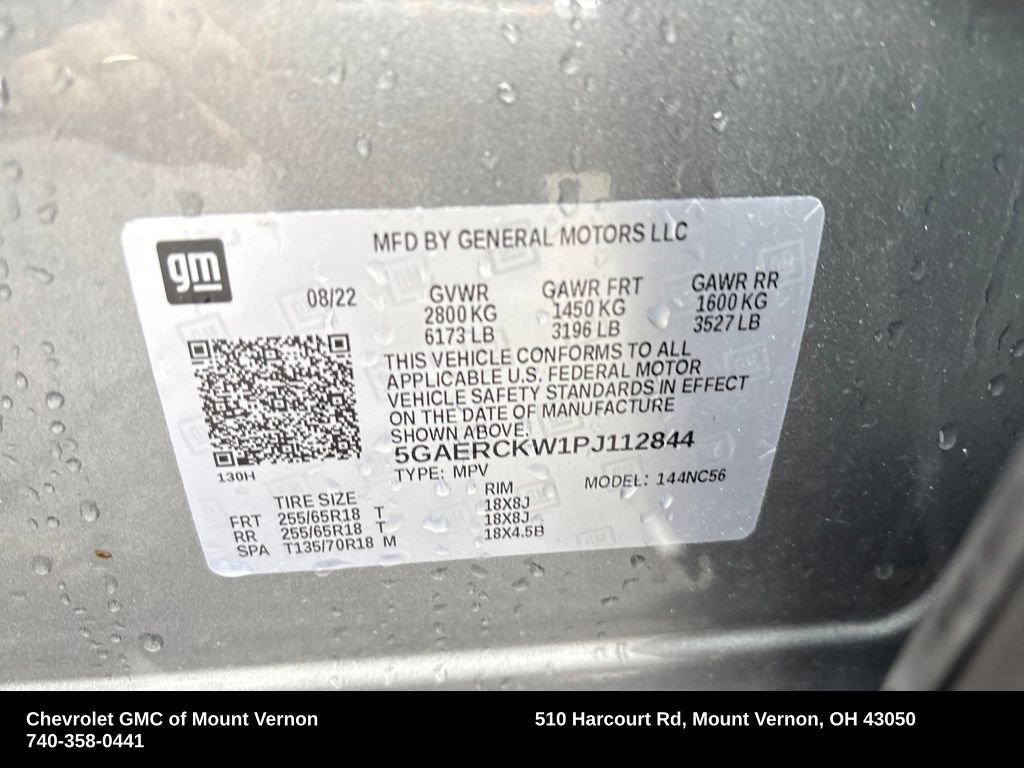 gm
MFD BY GENERAL MOTORS LLC
08/22
GVWR
2800 KG
6173 LB
GAWR FRT
1450 KG
3196 LB
GAWR RR
1600 KG
3527 LB
THIS VEHICLE CONFORMS TO ALL
APPLICABLE U.S. FEDERAL MOTOR
VEHICLE SAFETY STANDARDS IN EFFECT
ON THE DATE OF MANUFACTURE
SHOWN ABOVE.
5GAERCKW1PJ112844
TYPE: MPV
MODEL: 144NC56
130H
TIRE SIZE
RIM
FRT 255/65R18 T 18X8J
RR 255/65R18 T 18X8J
SPA T135/70R18 M 18X4.5B
Chevrolet GMC of Mount Vernon
740-358-0441
510 Harcourt Rd, Mount Vernon, OH 43050